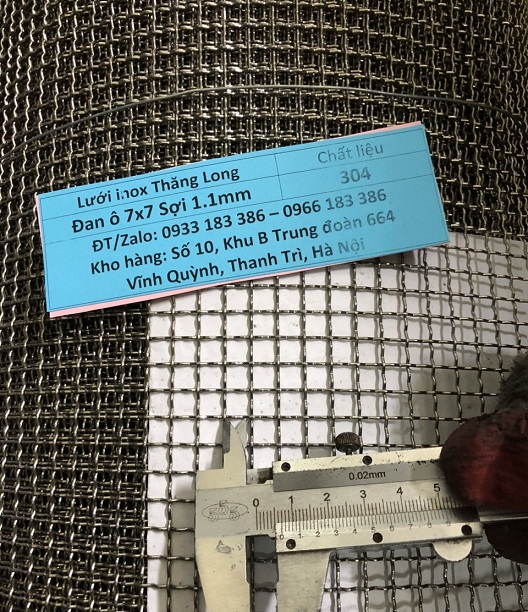 Lưới inox Thăng Long
Chất liệu
Đan ô 7x7 Sợi 1.1mm
304
ĐT/Zalo: 0933 183 386 – 0966 183 386
Kho hàng: Số 10, Khu B Trung đoàn 664
Vĩnh Quỳnh, Thanh Trì, Hà Nội
0.02mm
0 1 2 3 4 5